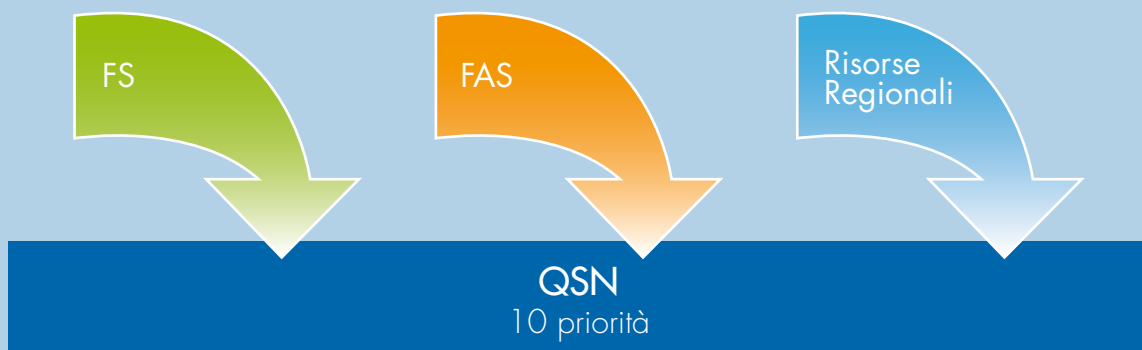 FS
FAS
Risorse
Regionali
QSN
10 priorità